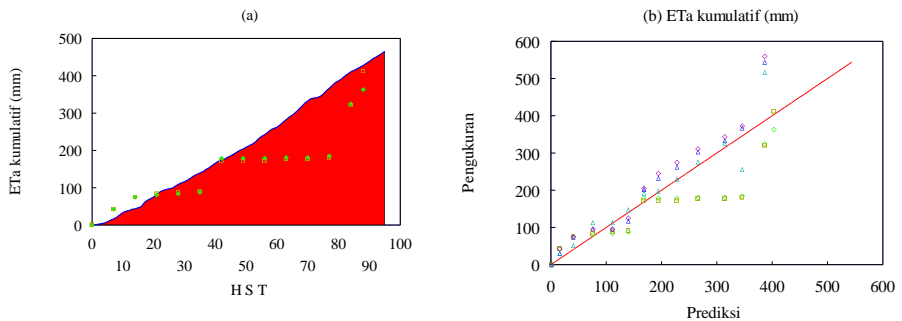 (a)
ETa kumulatif (mm)
500
400
300
200
100
0
0 20 40 60 80 100
10 30 50 70 90
H S T
(b) ETa kumulatif (mm)
Pengukuran
600
500
400
300
200
100
0
0 100 200 300 400 500 600
Prediksi